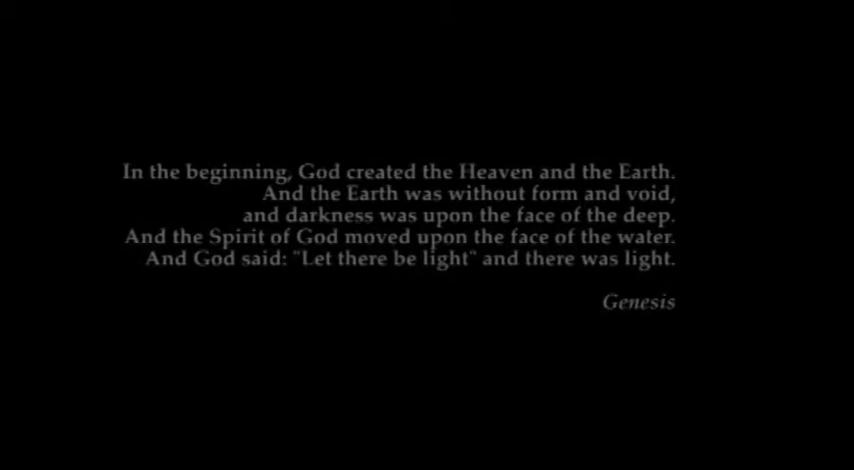 In the beginning, God created the Heaven and the Earth.
And the Earth was without form and void,
and darkness was upon the face of the deep.
And the Spirit of God moved upon the face of the water.
And God said: "Let there be light" and there was light.
Genesis